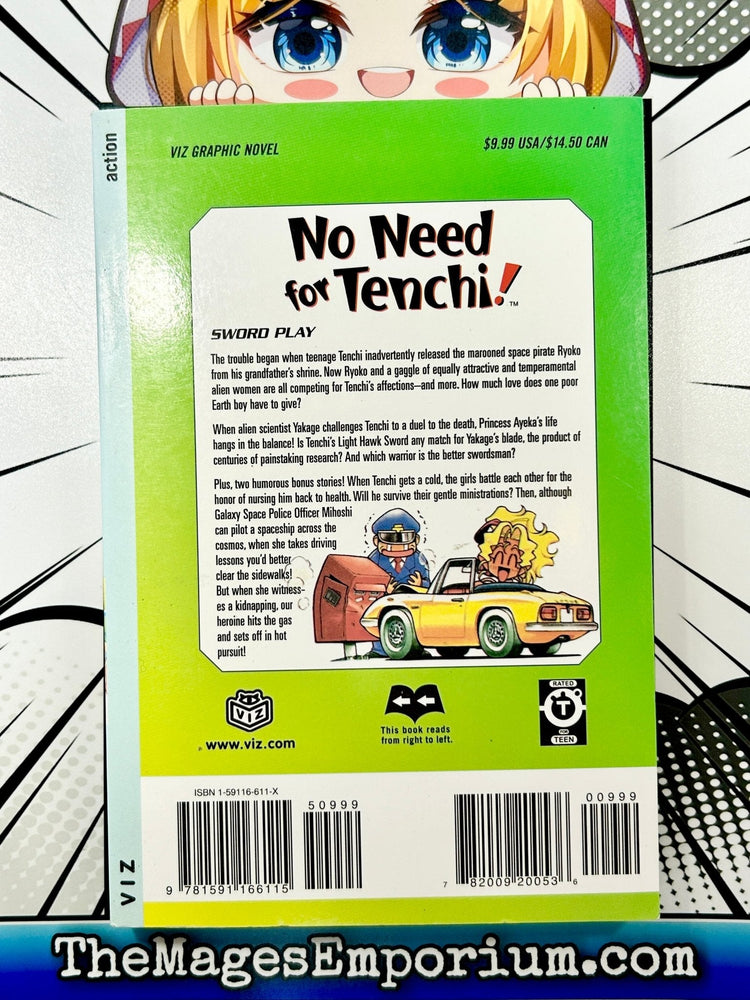 action
VIZ GRAPHIC NOVEL
$9.99 USA/$14.50 CAN
No Need
for Tenchi!™
SWORD PLAY
The trouble began when teenage Tenchi inadvertently released the marooned space pirate Ryoko
from his grandfather's shrine. Now Ryoko and a gaggle of equally attractive and temperamental
alien women are all competing for Tenchi's affections—and more. How much love does one poor
Earth boy have to give?
When alien scientist Yakage challenges Tenchi to a duel to the death, Princess Ayeka's life
hangs in the balance! Is Tenchi's Light Hawk Sword any match for Yakage's blade, the product of
centuries of painstaking research? And which warrior is the better swordsman?
Plus, two humorous bonus stories! When Tenchi gets a cold, the girls battle each other for the
honor of nursing him back to health. Will he survive their gentle ministrations? Then, although
Galaxy Space Police Officer Mihoshi
can pilot a spaceship across the
cosmos, when she takes driving
lessons you'd better
clear the sidewalks!
But when she witness-
es a kidnapping, our
heroine hits the gas
and sets off in hot
pursuit!
VIZ
www.viz.com
This book reads
from right to left.
RATED
T
FOR
TEEN
ISBN 1-59116-611-X
50999
9 781591 166115
00999
7 82009 20053 6
VIZ
TheMagesEmporium.com